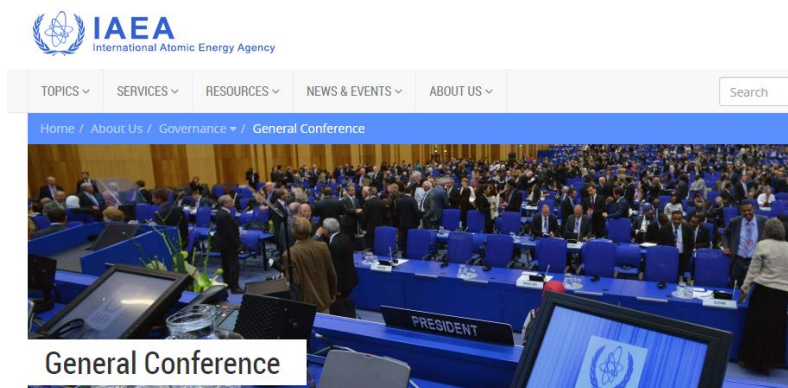 IAEA
International Atomic Energy Agency
TOPICS SERVICES RESOURCES NEWS & EVENTS ABOUT US Search
Home / About Us / Governance / General Conference
PRESIDENT
General Conference